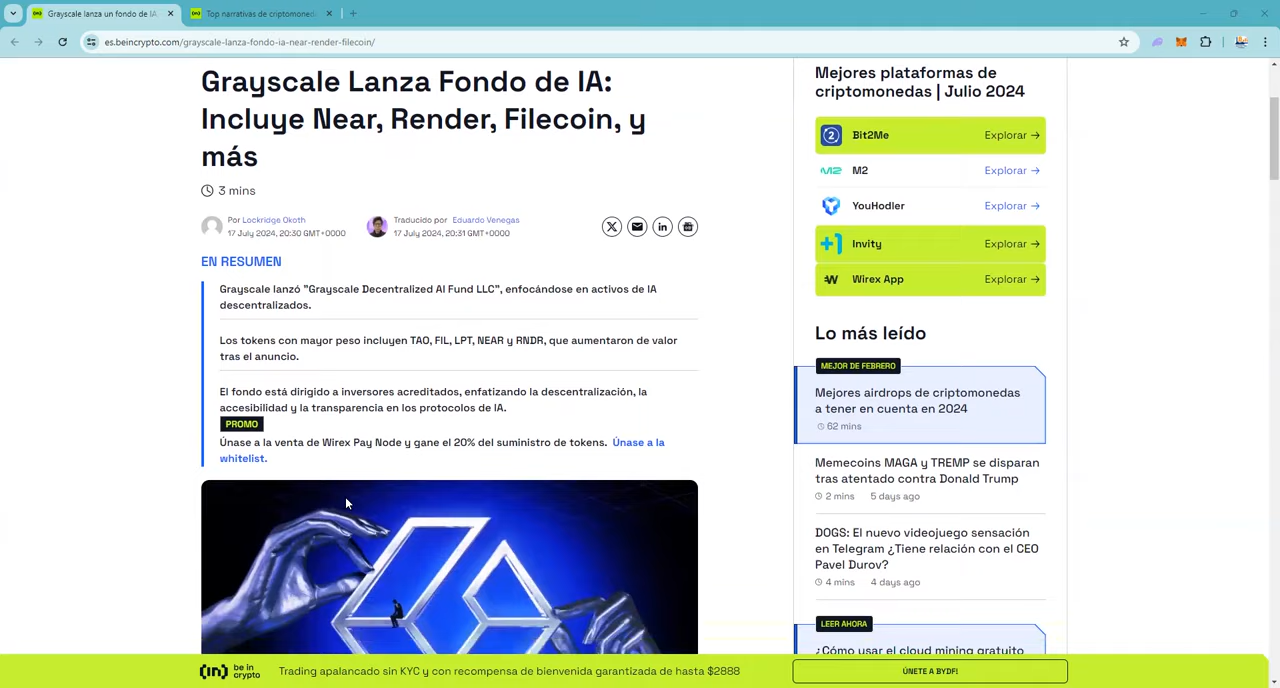 Grayscale lanza un fondo de IA
Top narrativas de criptomoned
es.beincrypto.com/grayscale-lanza-fondo-ia-near-render-filecoin/
Grayscale Lanza Fondo de IA:
Incluye Near, Render, Filecoin, y
más
3 mins
Por Lockridge Okoth
17 July 2024, 20:30 GMT+0000
Traducido por Eduardo Venegas
17 July 2024, 20:31 GMT+0000
EN RESUMEN
Grayscale lanzó "Grayscale Decentralized AI Fund LLC", enfocándose en activos de IA
descentralizados.
Los tokens con mayor peso incluyen TAO, FIL, LPT, NEAR y RNDR, que aumentaron de valor
tras el anuncio.
El fondo está dirigido a inversores acreditados, enfatizando la descentralización, la
accesibilidad y la transparencia en los protocolos de IA.
PROMO
Únase a la venta de Wirex Pay Node y gane el 20% del suministro de tokens. Únase a la
whitelist.
Mejores plataformas de
criptomonedas | Julio 2024
Bit2Me Explorar →
M2 Explorar →
YouHodler Explorar →
Invity Explorar →
Wirex App Explorar →
Lo más leído
MEJOR DE FEBRERO
Mejores airdrops de criptomonedas
a tener en cuenta en 2024
62 mins
Memecoins MAGA y TREMP se disparan
tras atentado contra Donald Trump
2 mins 5 days ago
DOGS: El nuevo videojuego sensación
en Telegram ¿Tiene relación con el CEO
Pavel Durov?
4 mins 4 days ago
LEER AHORA
¿Cómo usar el cloud mining gratuito
be in
crypto
Trading apalancado sin KYC y con recompensa de bienvenida garantizada de hasta $2888
ÚNETE A BYDFI